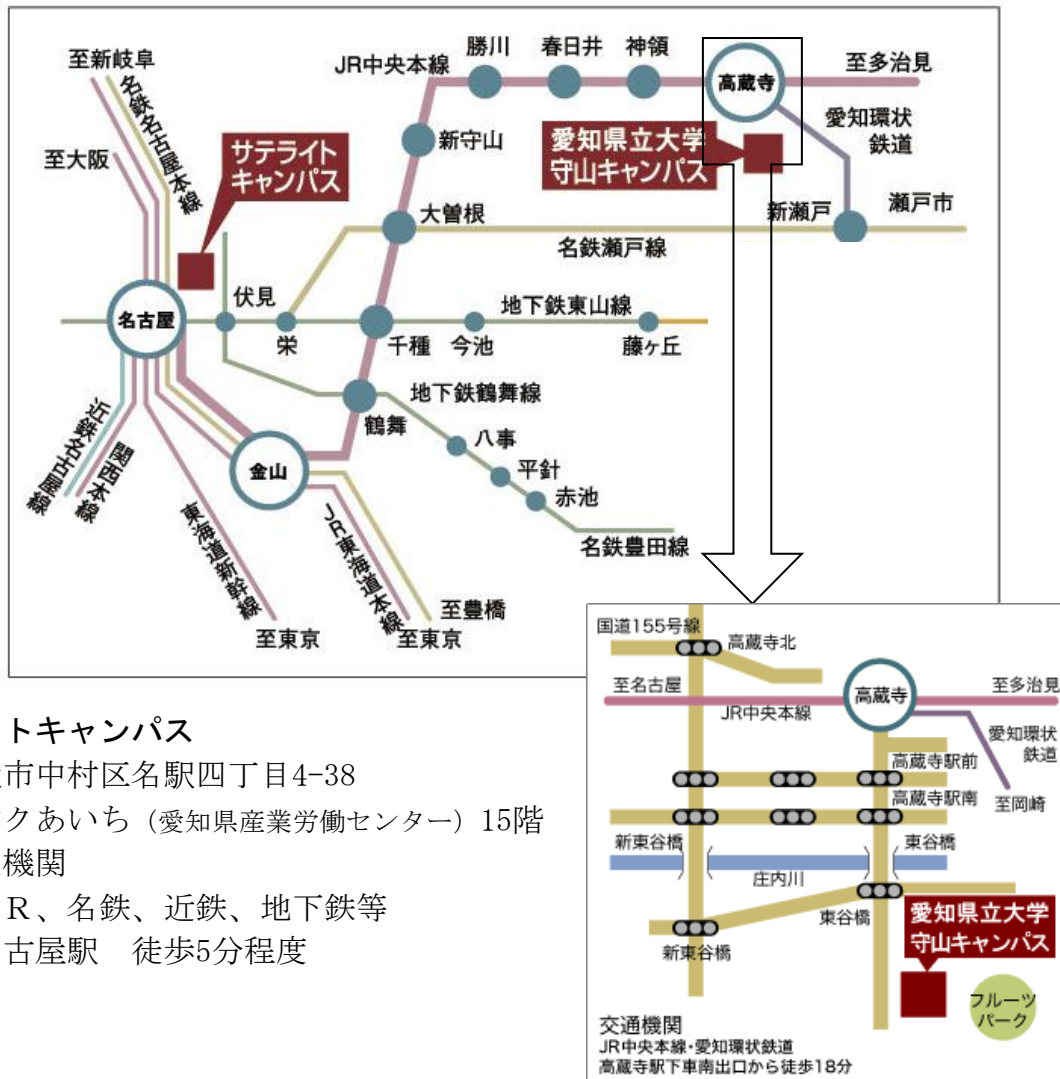 至新岐阜
名鉄名古屋本線
至大阪
サテライト
キャンパス
JR中央本線
勝川
春日井
神領
高蔵寺
至多治見
愛知環状
鉄道
新守山
愛知県立大学
守山キャンパス
大曽根
新瀬戸
瀬戸市
名鉄瀬戸線
名古屋
伏見
栄
千種
今池
地下鉄東山線
藤ヶ丘
地下鉄鶴舞線
鶴舞
八事
平針
赤池
名鉄豊田線
金山
近鉄名古屋線
関西本線
東海道新幹線
JR東海道本線
至東京
至東京
至豊橋
国道155号線
高蔵寺北
至名古屋
高蔵寺
至多治見
JR中央本線
愛知環状
鉄道
高蔵寺駅前
至岡崎
高蔵寺駅南
新東谷橋
東谷橋
庄内川
東谷橋
新東谷橋
愛知県立大学
守山キャンパス
フルーツ
パーク
交通機関
JR中央本線・愛知環状鉄道
高蔵寺駅下車南出口から徒歩18分
トキャンパス
市中村区名駅四丁目4-38
クあいち（愛知県産業労働センター）15階
機関
R、名鉄、近鉄、地下鉄等
古屋駅　徒歩5分程度